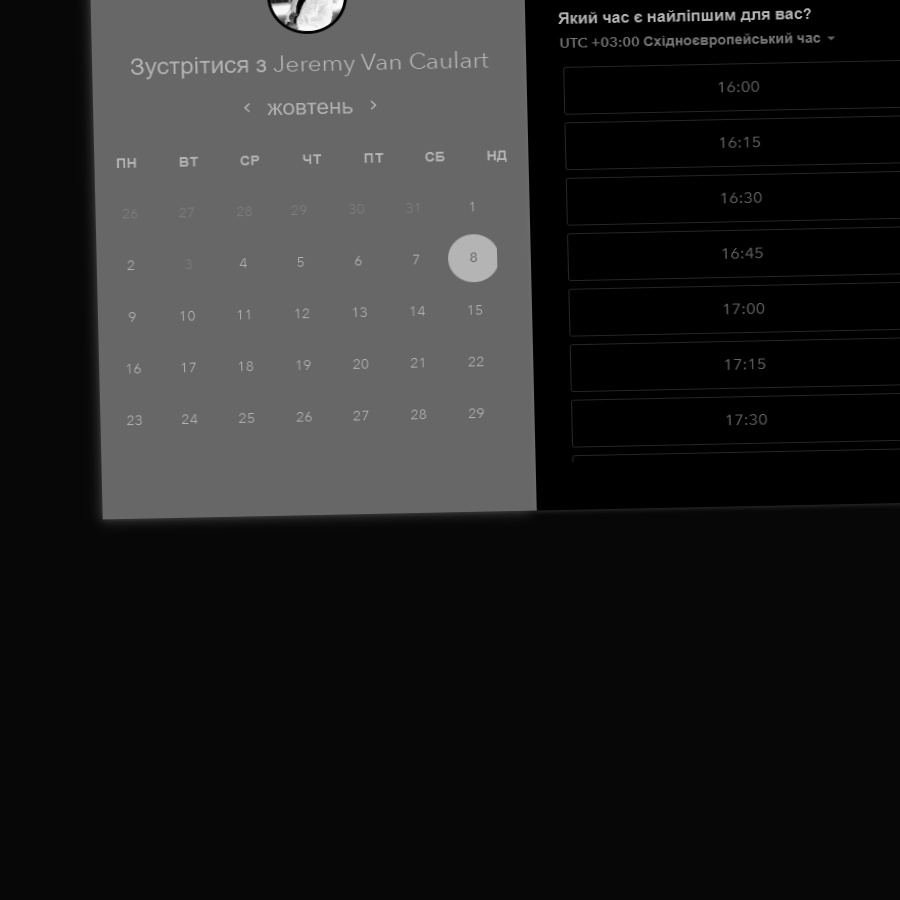 Зустрітися з Jeremy Van Caulart
< жовтень >
ПН ВТ СР ЧТ ПТ СБ НД
26 27 28 29 30 31 1
2 3 4 5 6 7 8
9 10 11 12 13 14 15
16 17 18 19 20 21 22
23 24 25 26 27 28 29
Який час є найліпшим для вас?
UTC +03:00 Східноєвропейський час
16:00
16:15
16:30
16:45
17:00
17:15
17:30